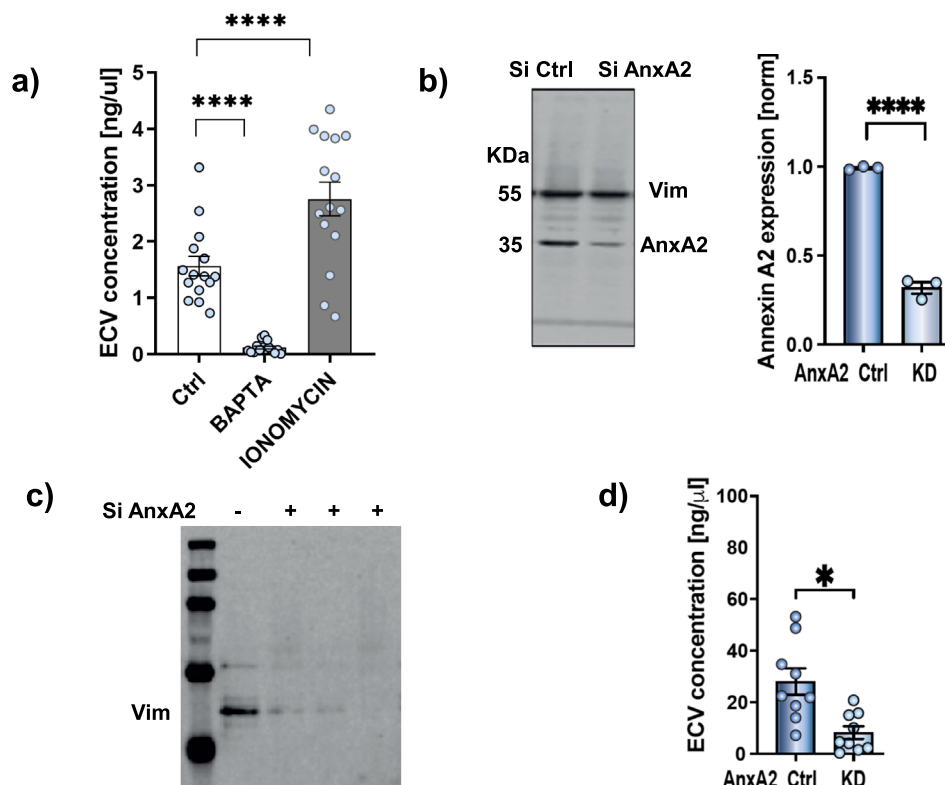 a)
****
****
ECV concentration [ng/ul]
5
4
3
2
1
0
Ctrl
BAPTA
IONOMYCIN
b)
Si Ctrl Si AnxA2
KDa
55 Vim
35 AnxA2
Annexin A2 expression [norm]
1.5
1.0
0.5
0.0
****
AnxA2 Ctrl KD
c)
Si AnxA2 - + + +
Vim
d)
ECV concentration [ng/µl]
100
80
60
40
20
0
*
AnxA2 Ctrl KD